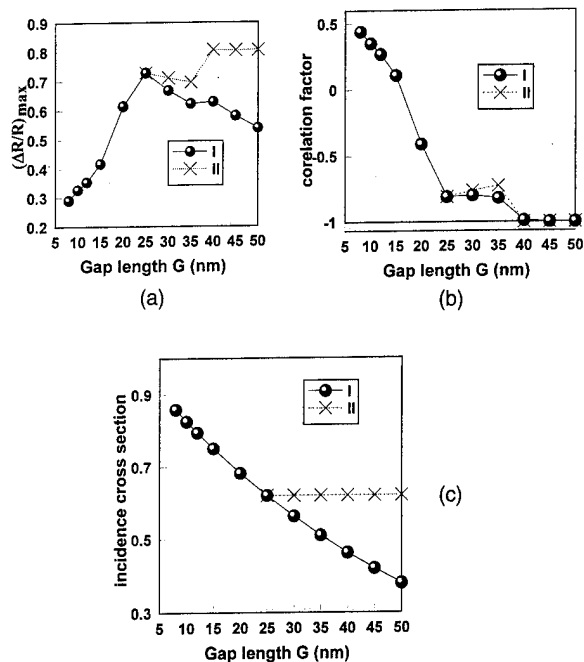 0.9
0.8
0.7
0.6
0.5
0.4
0.3
0.2
(ΔR/R)max
I
II
5 10 15 20 25 30 35 40 45 50
Gap length G (nm)
(a)
0.5
0
-0.5
-1
corelation factor
I
II
5 10 15 20 25 30 35 40 45 50
Gap length G (nm)
(b)
0.9
0.7
0.5
0.3
incidence cross section
I
II
5 10 15 20 25 30 35 40 45 50
Gap length G (nm)
(c)